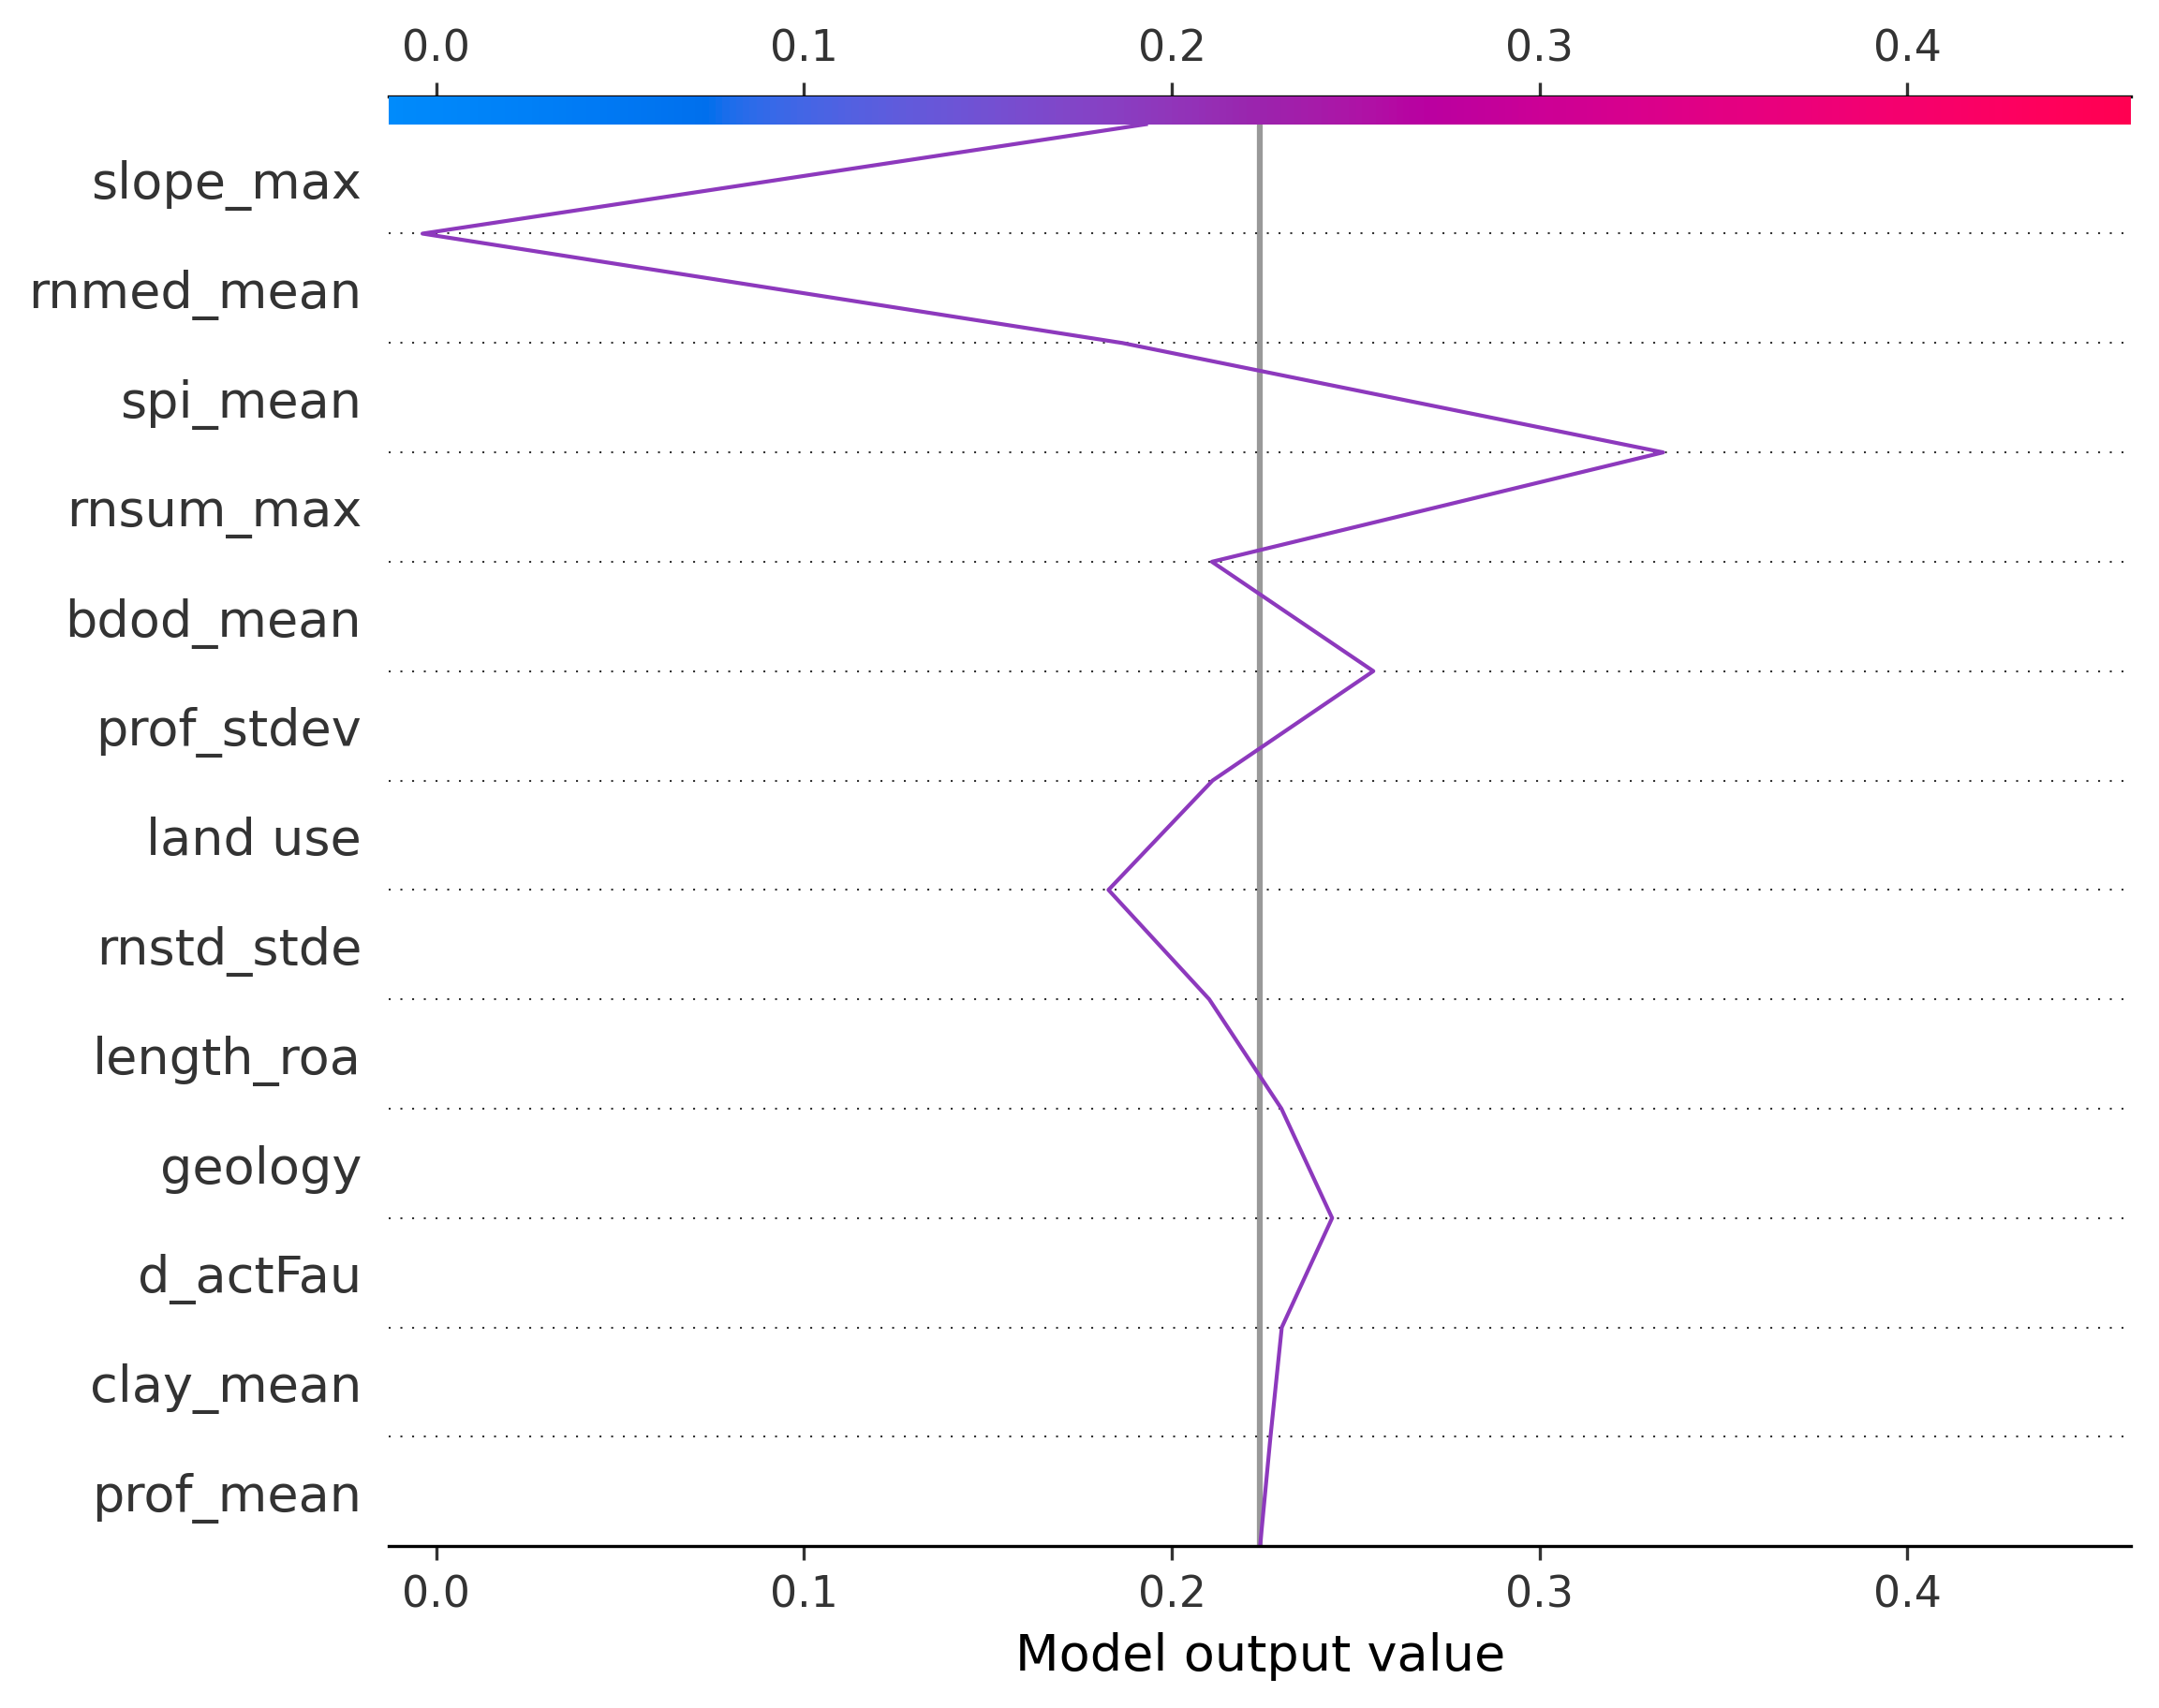 0.0 0.1 0.2 0.3 0.4
slope_max
rnmed_mean
spi_mean
rnsum_max
bdod_mean
prof_stdev
land use
rnstd_stde
length_roa
geology
d_actFau
clay_mean
prof_mean
0.0 0.1 0.2 0.3 0.4
Model output value